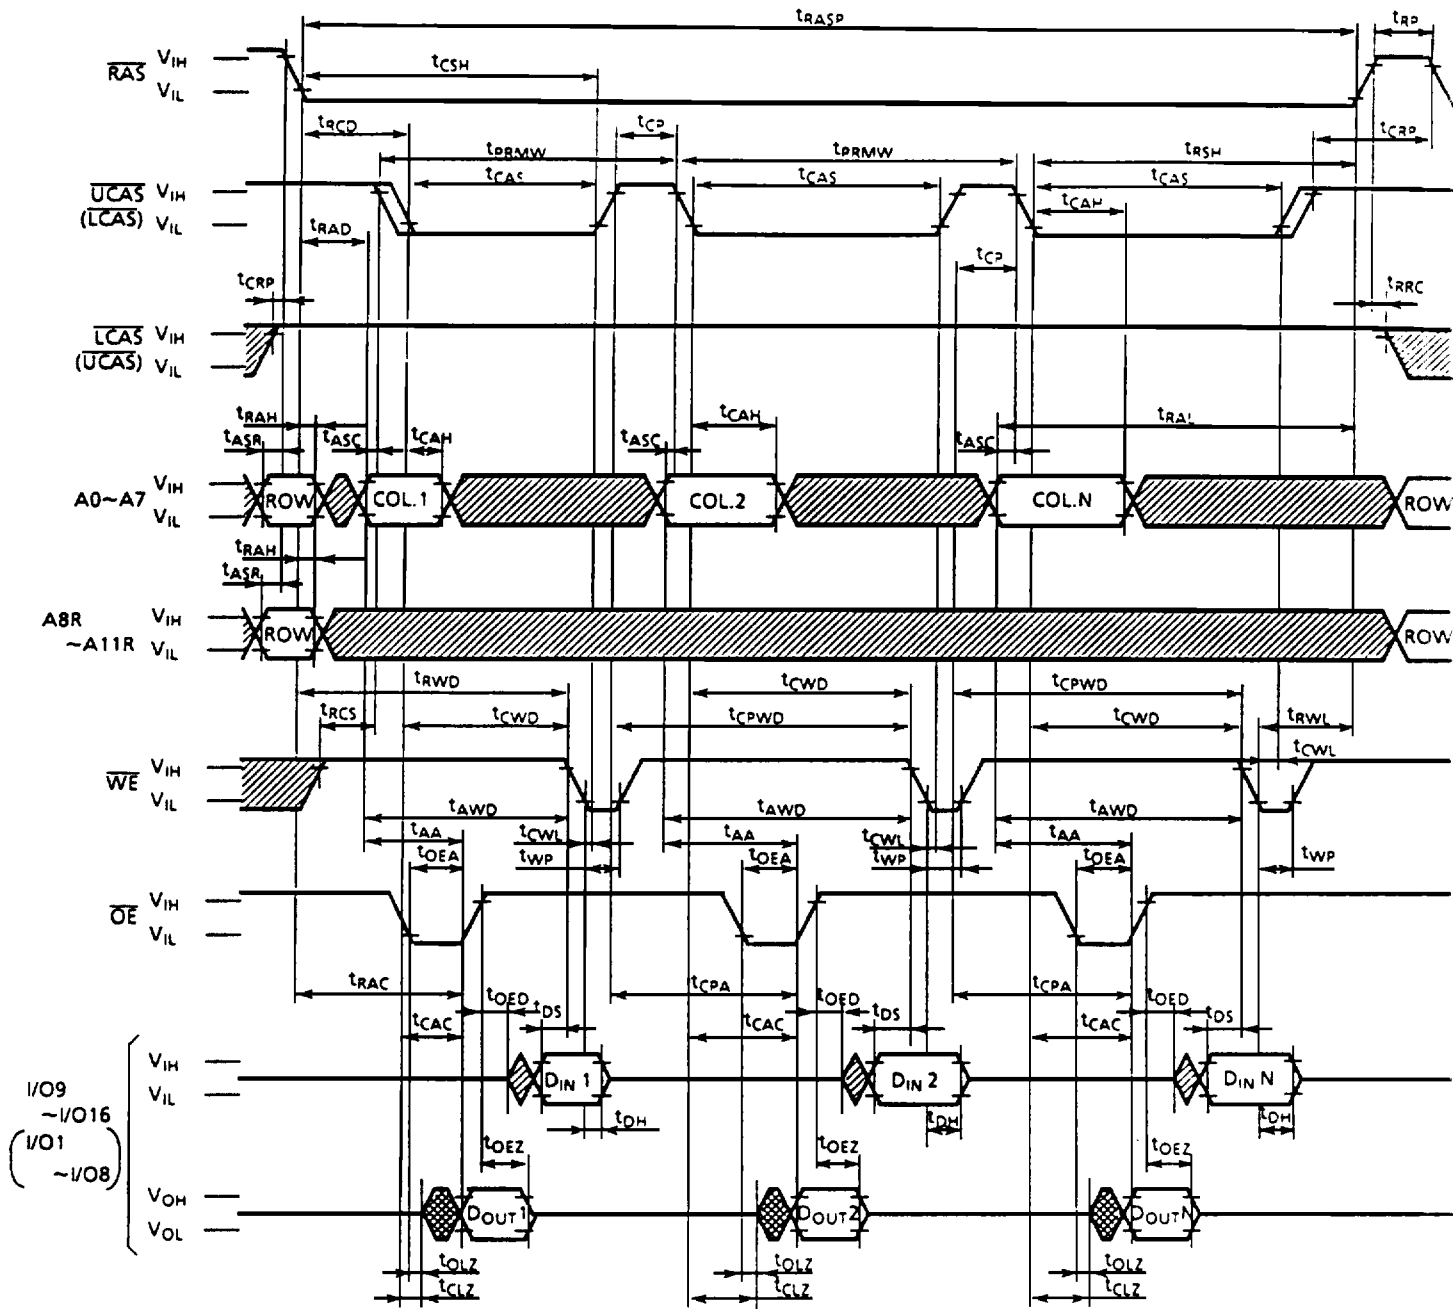 tRASP tRP
RAS VIH
VIL
tCSH
tRCD tCP tCRP
tPRMW tPRMW tRSH
UCAS VIH tCAS tCAS tCAS
(LCAS) VIL
tRAD tCAH
tCRP tCP tRRC
LCAS VIH
(UCAS) VIL
tRAH tCAH tRAL
tASR tASC tCAH tASC tASC
A0~A7 VIH
VIL
ROW COL.1 COL.2 COL.N ROW
tRAH
tASR
A8R VIH
~A11R VIL
ROW ROW
tRWD tCWD tCPWD
tRCS tCWD tCPWD tCWD tRWL
WE VIH tCWL
VIL
tAWD tAWD tAWD
tAA tCWL tAA tCWL tAA
tOEA tWP tOEA tWP tOEA tWP
OE VIH
VIL
tRAC tOED tCPA tOED tCPA tOED
tCAC tDS tCAC tDS tCAC tDS
VIH
VIL
DIN 1 DIN 2 DIN N
I/O9
~I/O16
(I/O1
~I/O8)
tDH tDH tDH
tOEZ tOEZ tOEZ
VOH
VOL
DOUT1 DOUT2 DOUTN
tOLZ tOLZ tOLZ
tCLZ tCLZ tCLZ